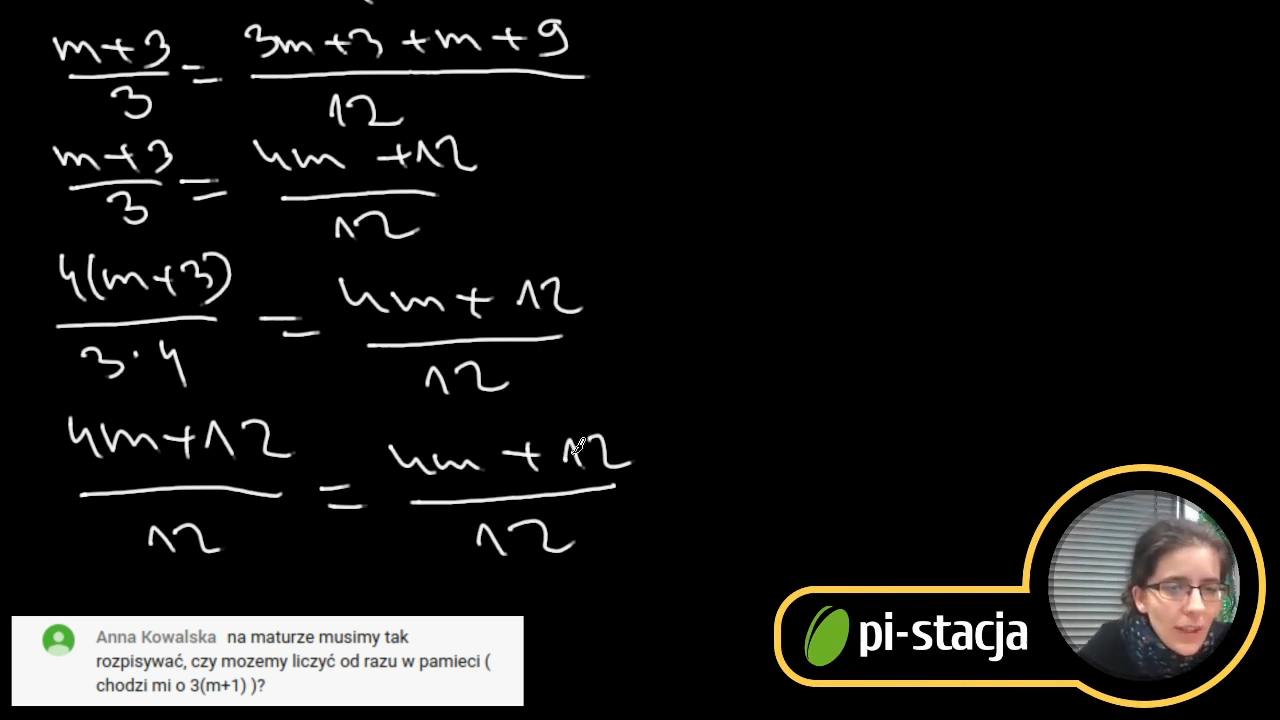 m+3/3 = 3m+3+m+9/12
m+3/3 = 4m+12/12
4(m+3)/3·4 = 4m+12/12
4m+12/12 = 4m+12/12
Anna Kowalska na maturze musimy tak
rozpisywać, czy mozemy liczyć od razu w pamieci (
chodzi mi o 3(m+1) )?
pi-stacja